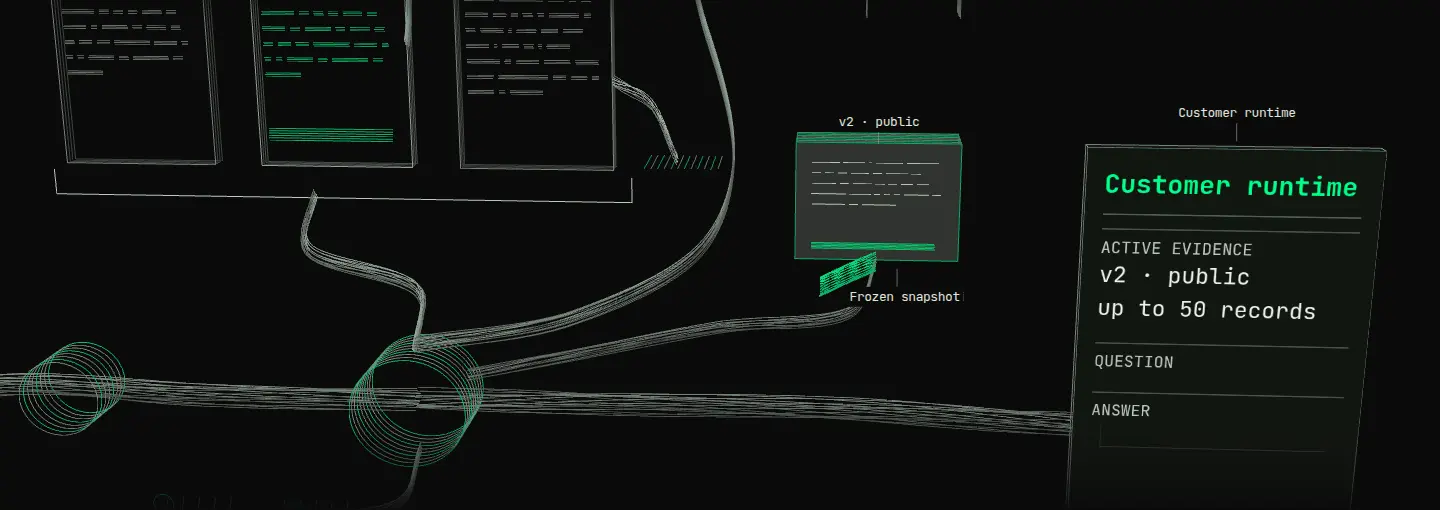 v2 · public
Frozen snapshot
Customer runtime
Customer runtime
ACTIVE EVIDENCE
v2 · public
up to 50 records
QUESTION
ANSWER